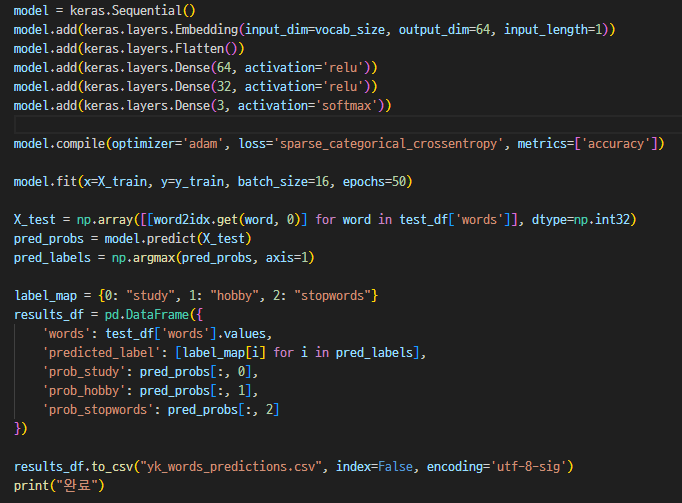 model = keras.Sequential()
model.add(keras.layers.Embedding(input_dim=vocab_size, output_dim=64, input_length=1))
model.add(keras.layers.Flatten())
model.add(keras.layers.Dense(64, activation='relu'))
model.add(keras.layers.Dense(32, activation='relu'))
model.add(keras.layers.Dense(3, activation='softmax'))
model.compile(optimizer='adam', loss='sparse_categorical_crossentropy', metrics=['accuracy'])
model.fit(x=X_train, y=y_train, batch_size=16, epochs=50)
X_test = np.array([[word2idx.get(word, 0)] for word in test_df['words']], dtype=np.int32)
pred_probs = model.predict(X_test)
pred_labels = np.argmax(pred_probs, axis=1)
label_map = {0: "study", 1: "hobby", 2: "stopwords"}
results_df = pd.DataFrame({
    'words': test_df['words'].values,
    'predicted_label': [label_map[i] for i in pred_labels],
    'prob_study': pred_probs[:, 0],
    'prob_hobby': pred_probs[:, 1],
    'prob_stopwords': pred_probs[:, 2]
})
results_df.to_csv("yk_words_predictions.csv", index=False, encoding='utf-8-sig')
print("완료")